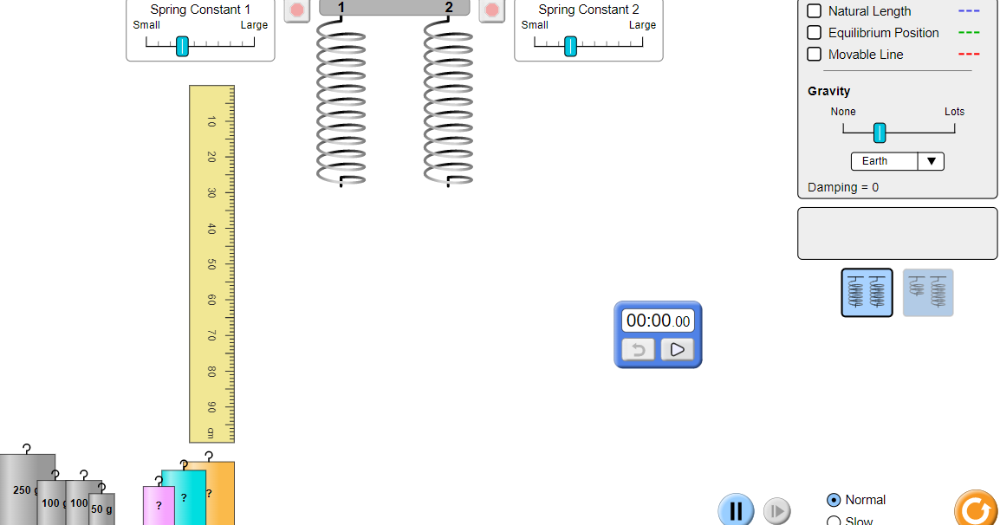 Spring Constant 1
Small Large
1
2
Spring Constant 2
Small Large
Natural Length
Equilibrium Position
Movable Line
Gravity
None Lots
Earth
Damping = 0
10
20
30
40
50
60
70
80
90
cm
00:00.00
250 g
100 g
100
50 g
?
?
?
Normal
Slow